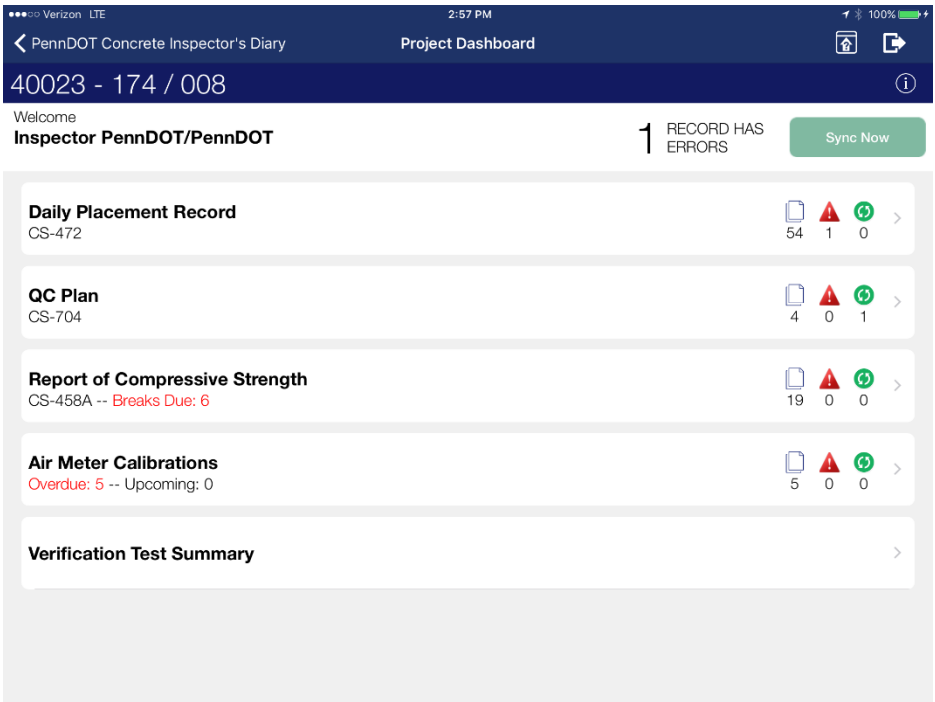 Verizon LTE 2:57 PM 100%
PennDOT Concrete Inspector's Diary Project Dashboard
40023 - 174 / 008
Welcome
Inspector PennDOT/PennDOT
1 RECORD HAS
ERRORS
Sync Now
Daily Placement Record
CS-472
54 1 0
QC Plan
CS-704
4 0 1
Report of Compressive Strength
CS-458A -- Breaks Due: 6
19 0 0
Air Meter Calibrations
Overdue: 5 -- Upcoming: 0
5 0 0
Verification Test Summary